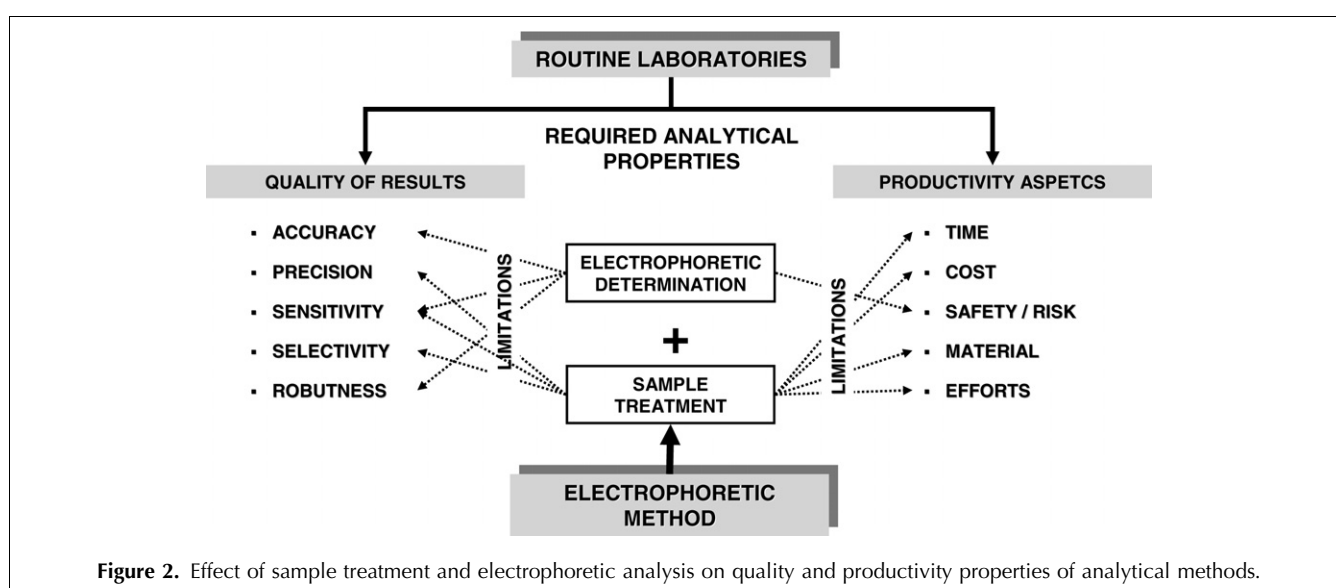 ROUTINE LABORATORIES
REQUIRED ANALYTICAL
PROPERTIES
QUALITY OF RESULTS
▪ ACCURACY
▪ PRECISION
▪ SENSITIVITY
▪ SELECTIVITY
▪ ROBUTNESS
LIMITATIONS
ELECTROPHORETIC
DETERMINATION
+
SAMPLE
TREATMENT
LIMITATIONS
PRODUCTIVITY ASPETCS
▪ TIME
▪ COST
▪ SAFETY / RISK
▪ MATERIAL
▪ EFFORTS
ELECTROPHORETIC
METHOD
Figure 2. Effect of sample treatment and electrophoretic analysis on quality and productivity properties of analytical methods.